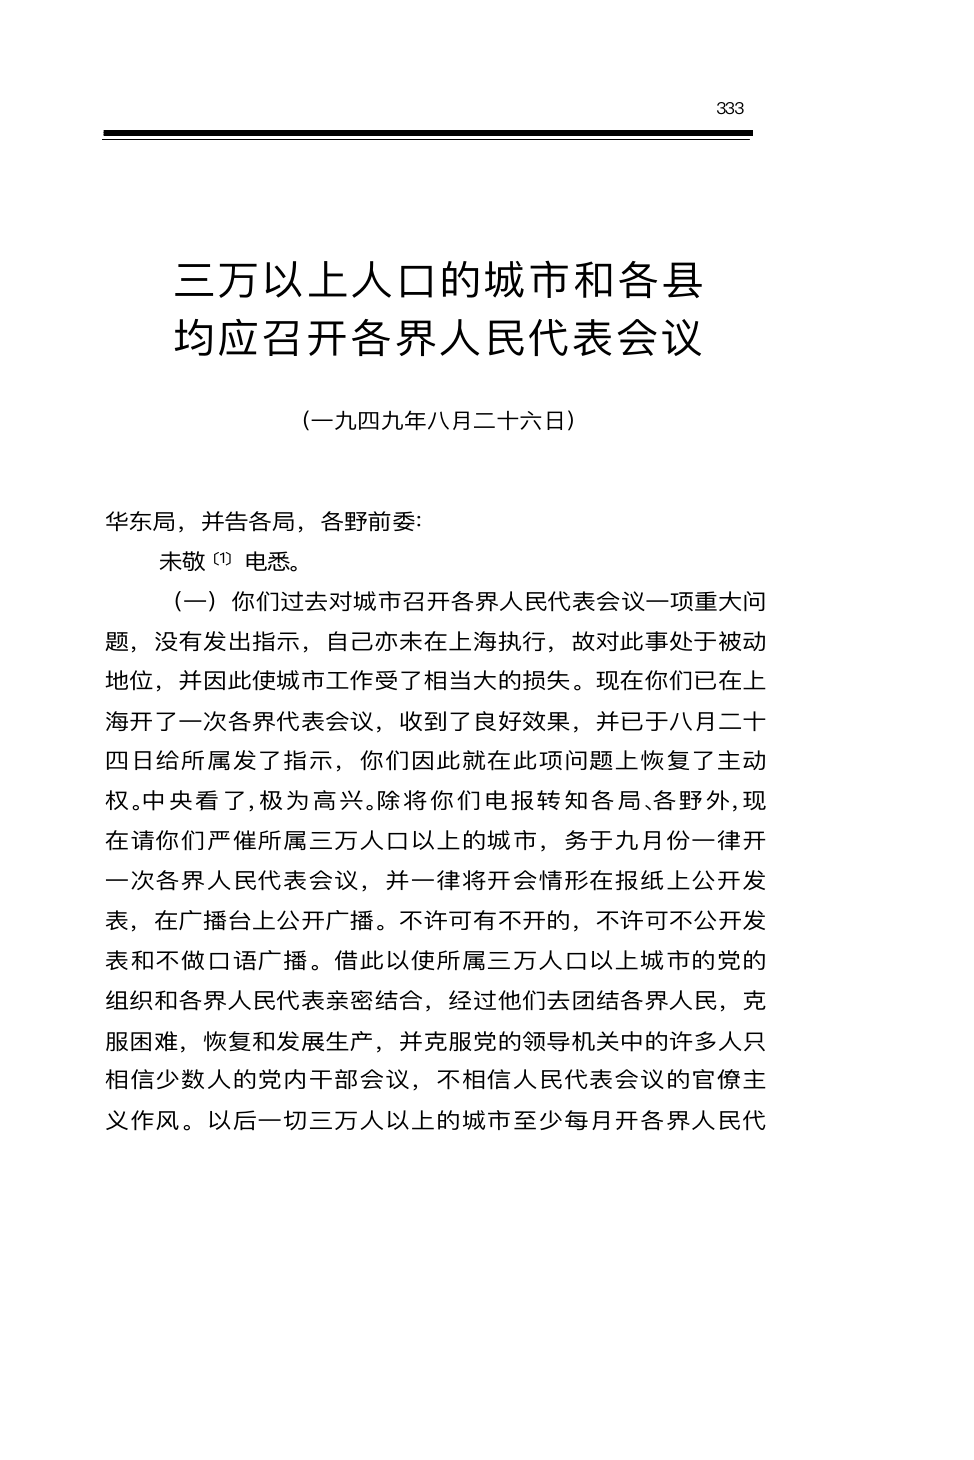 333
三万以上人口的城市和各县
均应召开各界人民代表会议
(一九四九年八月二十六日)
华东局，并告各局，各野前委:
未敬〔1〕电悉。
（一）你们过去对城市召开各界人民代表会议一项重大问
题，没有发出指示，自己亦未在上海执行，故对此事处于被动
地位，并因此使城市工作受了相当大的损失。现在你们已在上
海开了一次各界代表会议，收到了良好效果，并已于八月二十
四日给所属发了指示，你们因此就在此项问题上恢复了主动
权。中央看了，极为高兴。除将你们电报转知各局、各野外，现
在请你们严催所属三万人口以上的城市，务于九月份一律开
一次各界人民代表会议，并一律将开会情形在报纸上公开发
表，在广播台上公开广播。不许可有不开的，不许可不公开发
表和不做口语广播。借此以使所属三万人口以上城市的党的
组织和各界人民代表亲密结合，经过他们去团结各界人民，克
服困难，恢复和发展生产，并克服党的领导机关中的许多人只
相信少数人的党内干部会议，不相信人民代表会议的官僚主
义作风。以后一切三万人以上的城市至少每月开各界人民代